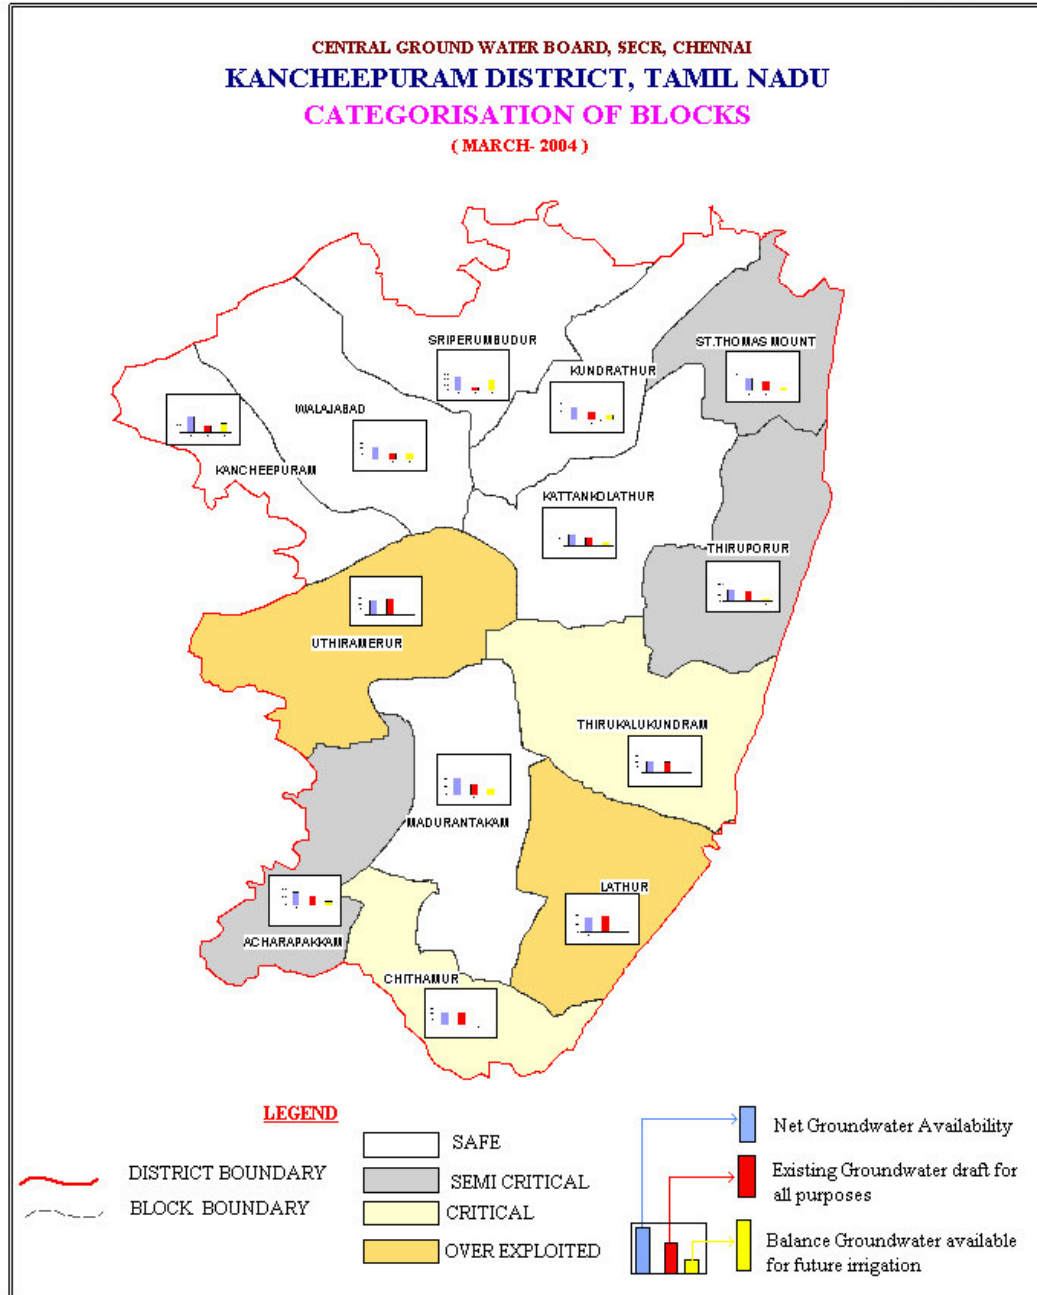 CENTRAL GROUND WATER BOARD, SECR, CHENNAI
KANCHEEPURAM DISTRICT, TAMIL NADU
CATEGORISATION OF BLOCKS
( MARCH- 2004 )
SRIPERUMBUDUR
ST.THOMAS MOUNT
KUNDRATHUR
WALAJABAD
KANCHEEPURAM
KATTANKOLATHUR
THIRUPORUR
UTHIRAMERUR
THIRUKALUKUNDRAM
MADURANTAKAM
LATHUR
ACHARAPAKKAM
CHITHAMUR
LEGEND
DISTRICT BOUNDARY
BLOCK BOUNDARY
SAFE
SEMI CRITICAL
CRITICAL
OVER EXPLOITED
Net Groundwater Availability
Existing Groundwater draft for
all purposes
Balance Groundwater available
for future irrigation